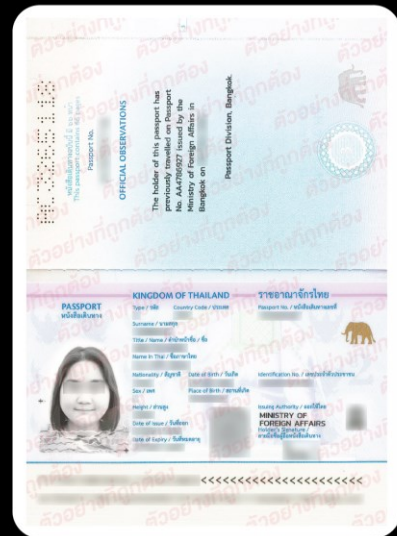 This passport contains
Passport No.
OFFICIAL OBSERVATIONS
The holder of this passport has
previously travelled on Passport
No. AA4786927 issued by the
Ministry of Foreign Affairs in
Bangkok on
Passport Division, Bangkok.
PASSPORT
หนังสือเดินทาง
KINGDOM OF THAILAND
ราชอาณาจักรไทย
Type / ชนิด Country Code / ประเทศ Passport No. / หนังสือเดินทางเลขที่
Surname / นามสกุล
Title / Name / คำนำหน้าชื่อ / ชื่อ
Name in Thai / ชื่อภาษาไทย
Nationality / สัญชาติ Date of Birth / วันเกิด Identification No. / เลขประจำตัวประชาชน
Sex / เพศ Place of Birth / สถานที่เกิด
Height / ส่วนสูง Issuing Authority / ออกให้โดย
MINISTRY OF
FOREIGN AFFAIRS
Date of Issue / วันที่ออก
Holder's Signature /
ลายมือชื่อผู้ถือหนังสือเดินทาง
Date of Expiry / วันที่หมดอายุ
<<<<<<<<<<<<<<<<<<<<<<<
ตัวอย่างที่ถูกต้อง